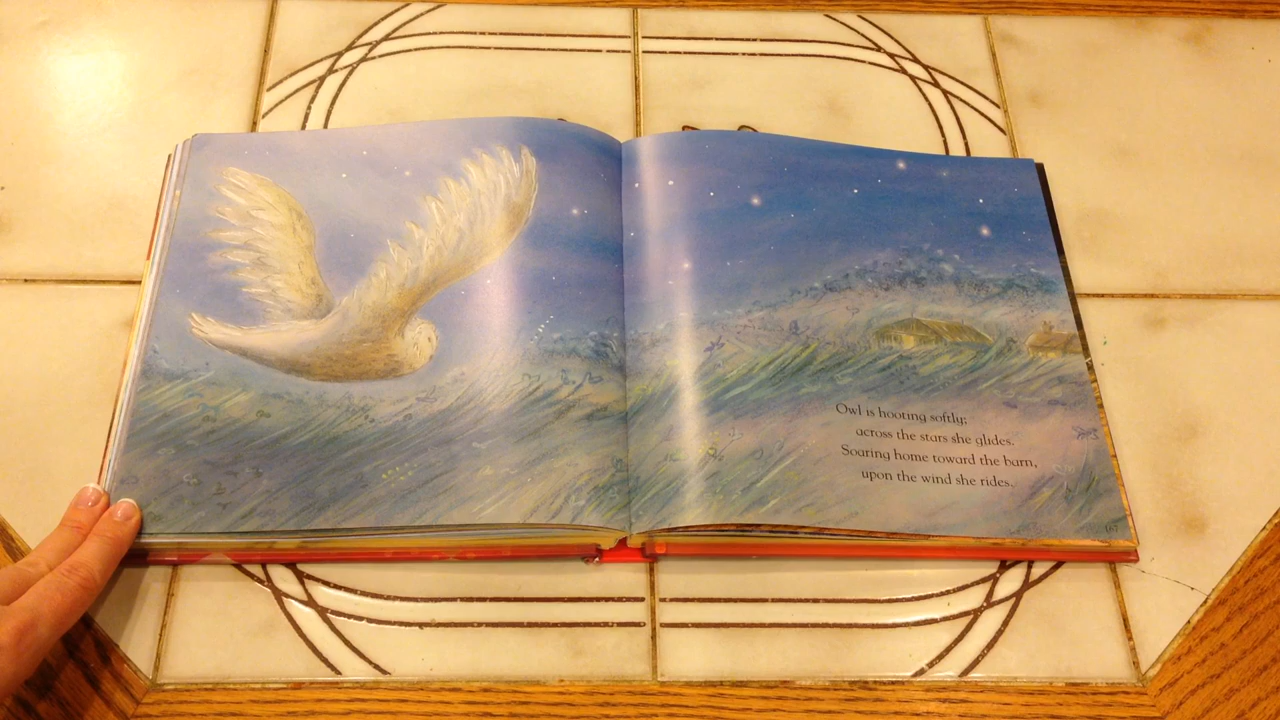 Owl is hooting softly;
across the stars she glides.
Soaring home toward the barn,
upon the wind she rides.
167